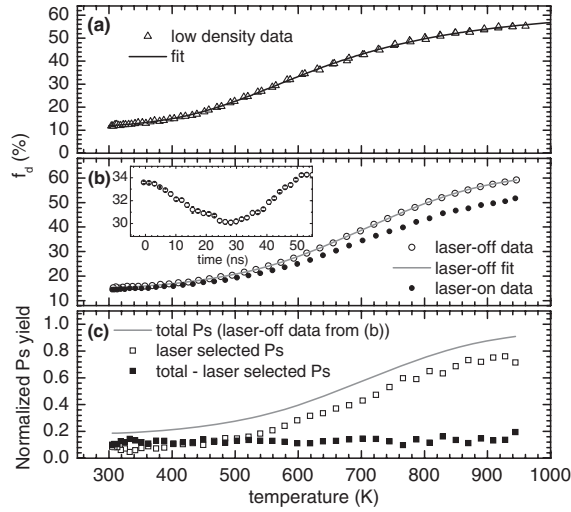 (a)
low density data
fit
60
50
40
30
20
10
0
f_d (%)
(b)
34
32
30
0 10 20 30 40 50
time (ns)
60
50
40
30
20
10
laser-off data
laser-off fit
laser-on data
(c)
total Ps (laser-off data from (b))
laser selected Ps
total - laser selected Ps
Normalized Ps yield
1.0
0.8
0.6
0.4
0.2
0.0
300 400 500 600 700 800 900 1000
temperature (K)